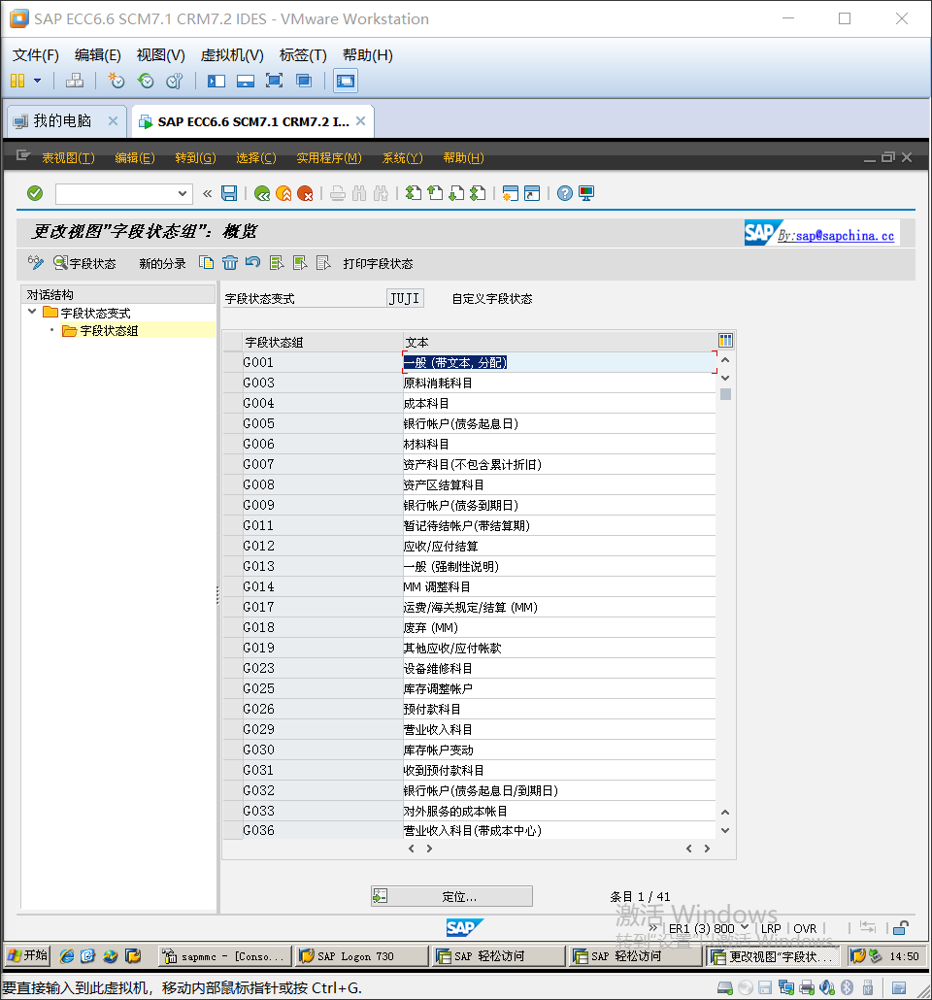 SAP ECC6.6 SCM7.1 CRM7.2 IDES - VMware Workstation
文件(F) 编辑(E) 视图(V) 虚拟机(V) 标签(T) 帮助(H)
我的电脑 SAP ECC6.6 SCM7.1 CRM7.2 I...
表视图(T) 编辑(E) 转到(G) 选择(C) 实用程序(M) 系统(Y) 帮助(H)
更改视图"字段状态组": 概览
SAP By:sap@sapchina.cc
字段状态 新的分录 打印字段状态
对话结构
字段状态变式
字段状态组
字段状态变式 JUJI 自定义字段状态
字段状态组 文本
G001 一般 (带文本, 分配)
G003 原料消耗科目
G004 成本科目
G005 银行帐户(债务起息日)
G006 材料科目
G007 资产科目(不包含累计折旧)
G008 资产区结算科目
G009 银行帐户(债务到期日)
G011 暂记待结帐户(带结算期)
G012 应收/应付结算
G013 一般 (强制性说明)
G014 MM 调整科目
G017 运费/海关规定/结算 (MM)
G018 废弃 (MM)
G019 其他应收/应付帐款
G023 设备维修科目
G025 库存调整帐户
G026 预付款科目
G029 营业收入科目
G030 库存帐户变动
G031 收到预付款科目
G032 银行帐户(债务起息日/到期日)
G033 对外服务的成本帐目
G036 营业收入科目(带成本中心)
定位... 条目 1 / 41
激活 Windows
SAP ER1 (3) 800 LRP OVR
转到"设置"以激活 Windows
开始 sapmmc - [Conso... SAP Logon 730 SAP 轻松访问 SAP 轻松访问 更改视图"字段状... 14:50
要直接输入到此虚拟机，移动内部鼠标指针或按 Ctrl+G.